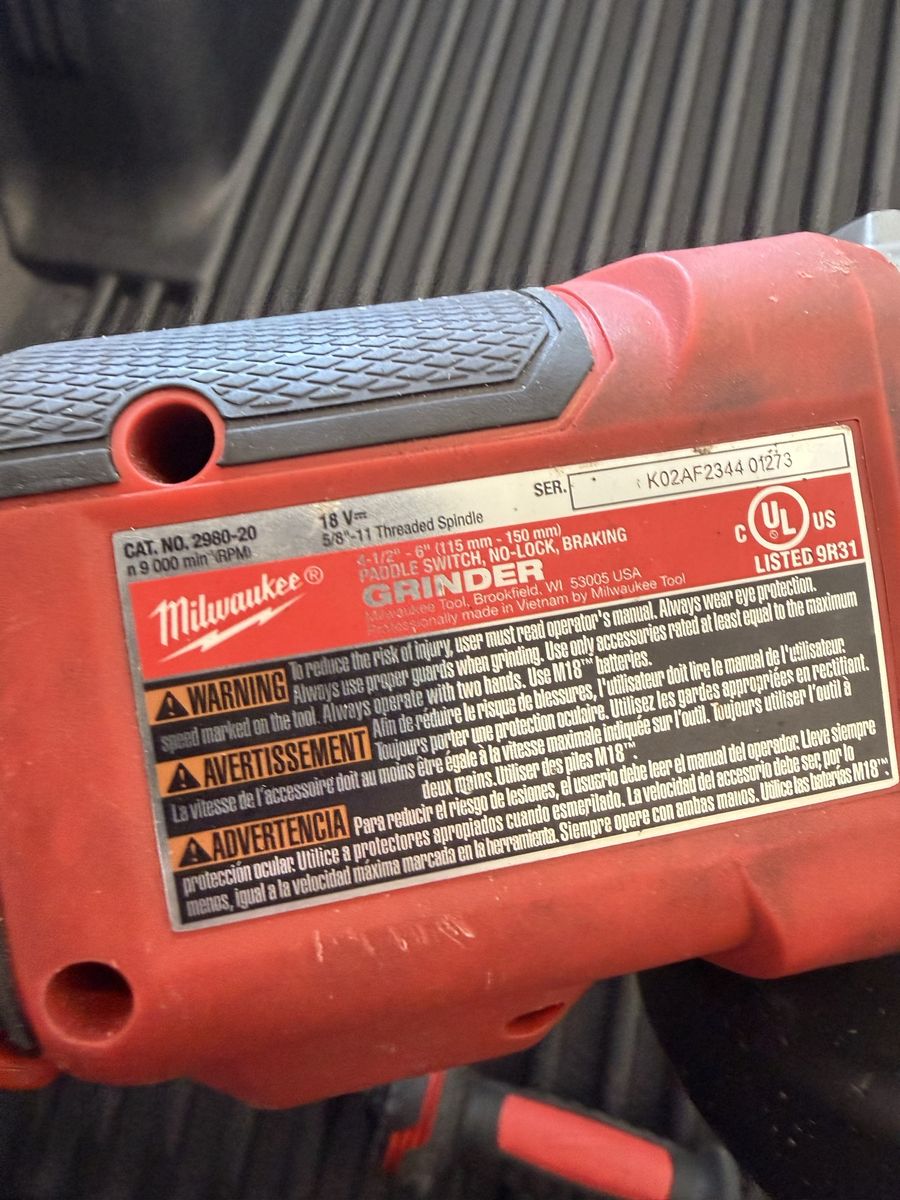 CAT. NO. 2980-20
n 9 000 min⁻¹(RPM)
18 V⎓
5/8"-11 Threaded Spindle
SER. K02AF2344 01273
Milwaukee®
4-1/2" - 6" (115 mm - 150 mm)
PADDLE SWITCH, NO-LOCK, BRAKING
GRINDER
Milwaukee Tool, Brookfield, WI 53005 USA
Professionally made in Vietnam by Milwaukee Tool
C UL US
LISTED 9R31
WARNING To reduce the risk of injury, user must read operator's manual. Always wear eye protection.
Always use proper guards when grinding. Use only accessories rated at least equal to the maximum
speed marked on the tool. Always operate with two hands. Use M18™ batteries.
AVERTISSEMENT Afin de réduire le risque de blessures, l'utilisateur doit lire le manuel de l'utilisateur.
Toujours porter une protection oculaire. Utilisez les gardes appropriées en rectifiant.
La vitesse de l'accessoire doit au moins être égale à la vitesse maximale indiquée sur l'outil. Toujours utiliser l'outil à
deux mains. Utiliser des piles M18™
ADVERTENCIA Para reducir el riesgo de lesiones, el usuario debe leer el manual del operador. Lleve siempre
protección ocular. Utilice a protectores apropiados cuando esmerilado. La velocidad del accesorio debe ser, por lo
menos, igual a la velocidad máxima marcada en la herramienta. Siempre opere con ambas manos. Utilice las baterías M18™